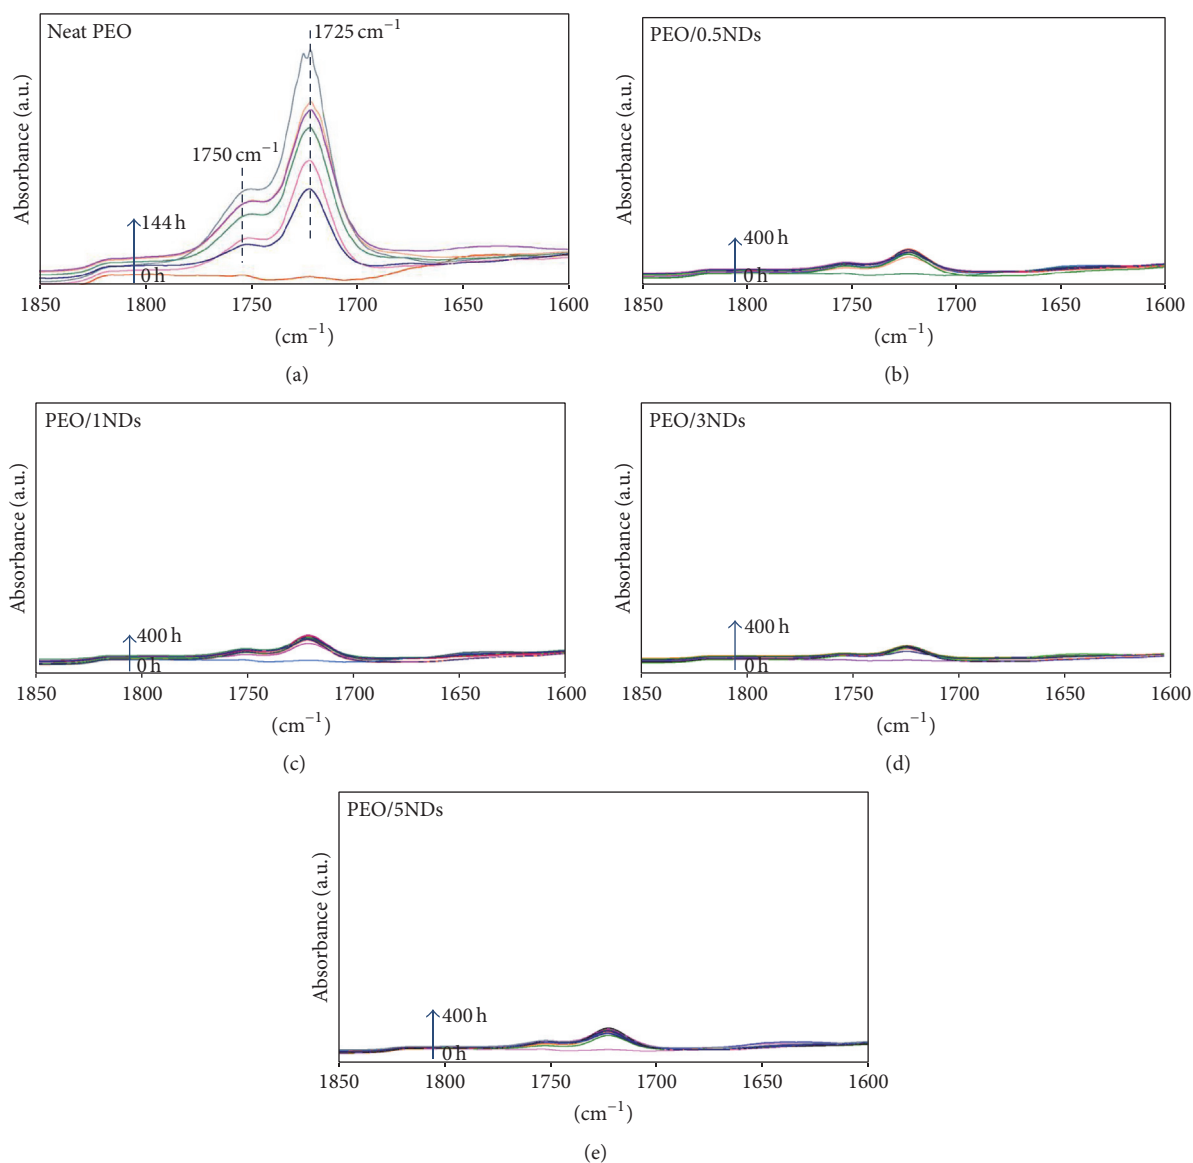 Neat PEO
1725 cm⁻¹
1750 cm⁻¹
144 h
0 h
Absorbance (a.u.)
1850 1800 1750 1700 1650 1600
(cm⁻¹)
(a)
PEO/0.5NDs
400 h
0 h
Absorbance (a.u.)
1850 1800 1750 1700 1650 1600
(cm⁻¹)
(b)
PEO/1NDs
400 h
0 h
Absorbance (a.u.)
1850 1800 1750 1700 1650 1600
(cm⁻¹)
(c)
PEO/3NDs
400 h
0 h
Absorbance (a.u.)
1850 1800 1750 1700 1650 1600
(cm⁻¹)
(d)
PEO/5NDs
400 h
0 h
Absorbance (a.u.)
1850 1800 1750 1700 1650 1600
(cm⁻¹)
(e)